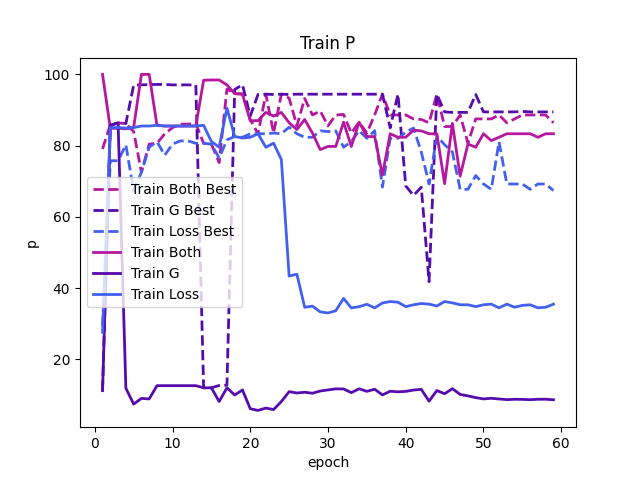 Train P
100
80
60
40
20
p
Train Both Best
Train G Best
Train Loss Best
Train Both
Train G
Train Loss
0 10 20 30 40 50 60
epoch